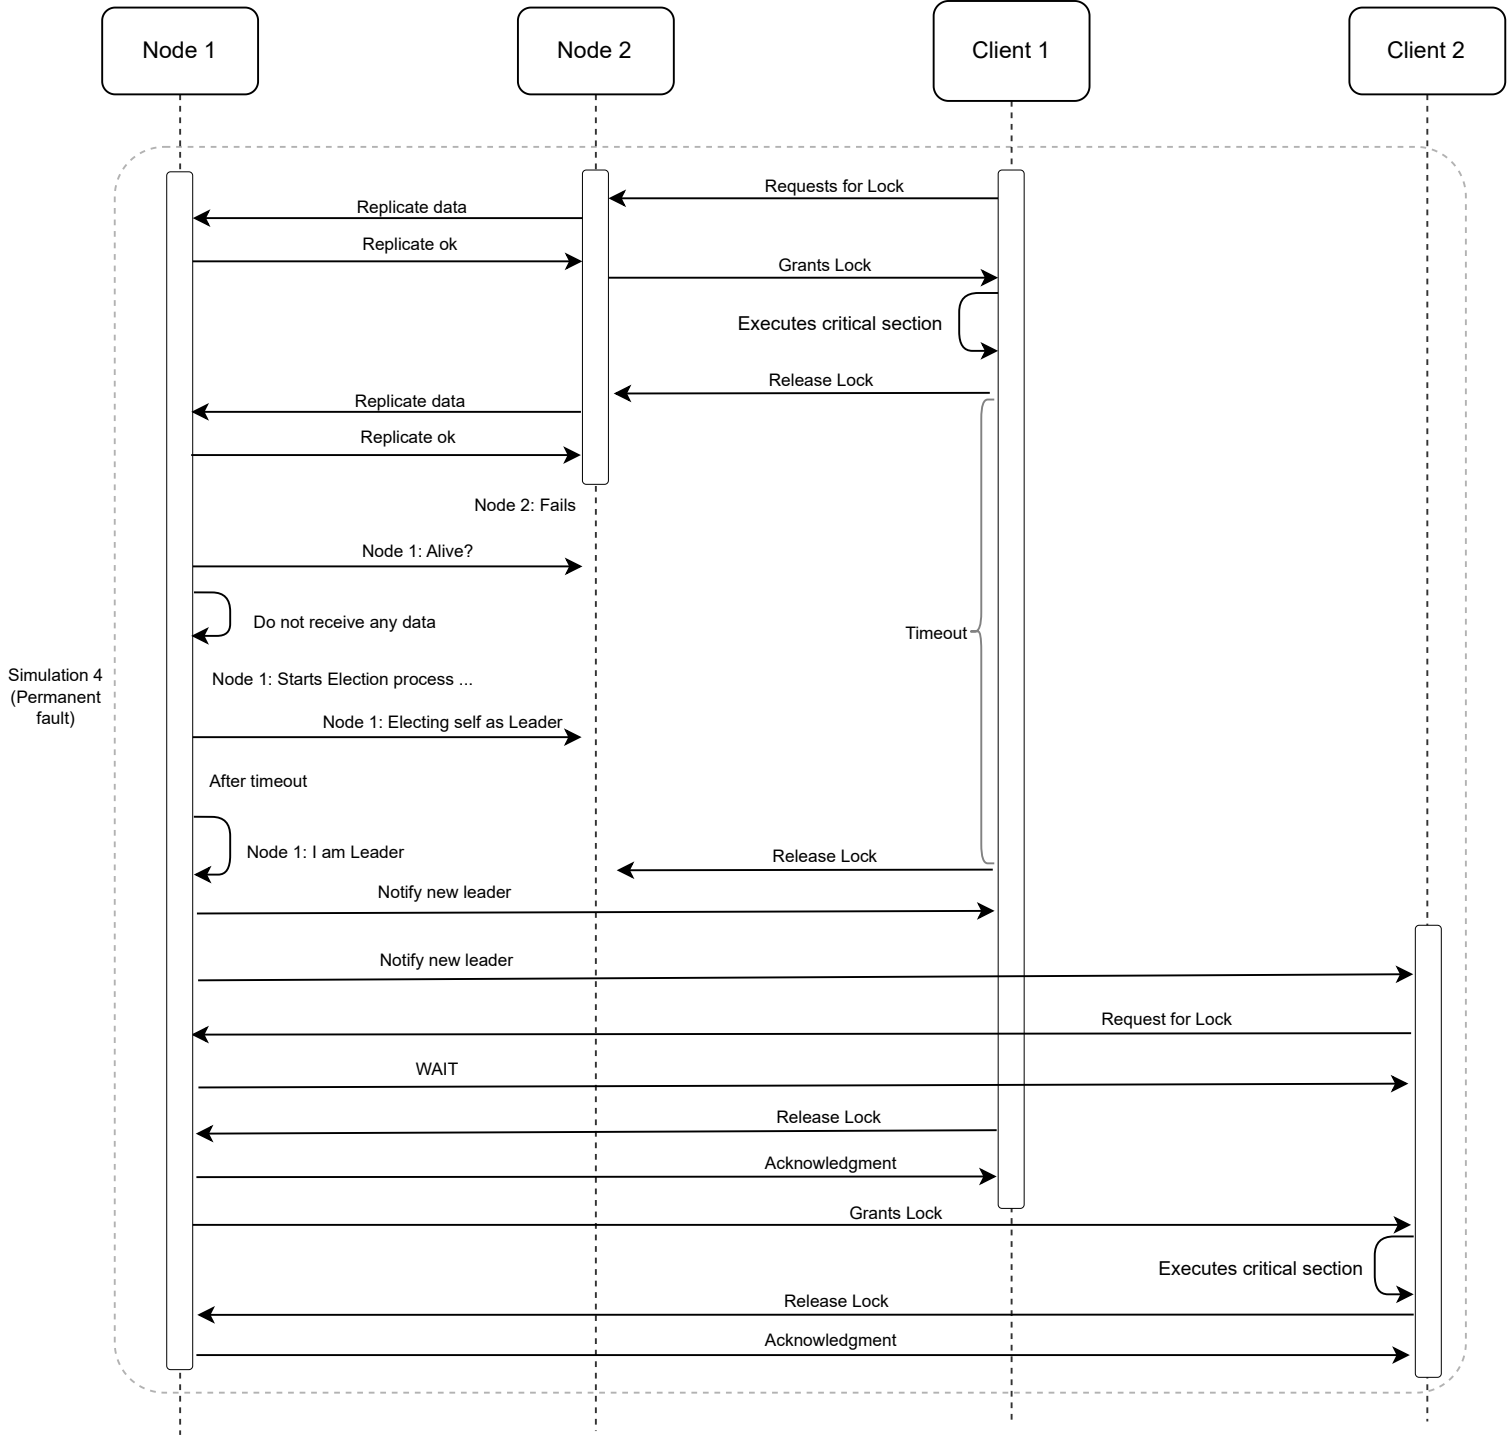 Node 1
Node 2
Client 1
Client 2
Requests for Lock
Replicate data
Replicate ok
Grants Lock
Executes critical section
Release Lock
Replicate data
Replicate ok
Node 2: Fails
Node 1: Alive?
Do not receive any data
Timeout
Simulation 4
(Permanent
fault)
Node 1: Starts Election process ...
Node 1: Electing self as Leader
After timeout
Node 1: I am Leader
Release Lock
Notify new leader
Notify new leader
Request for Lock
WAIT
Release Lock
Acknowledgment
Grants Lock
Executes critical section
Release Lock
Acknowledgment